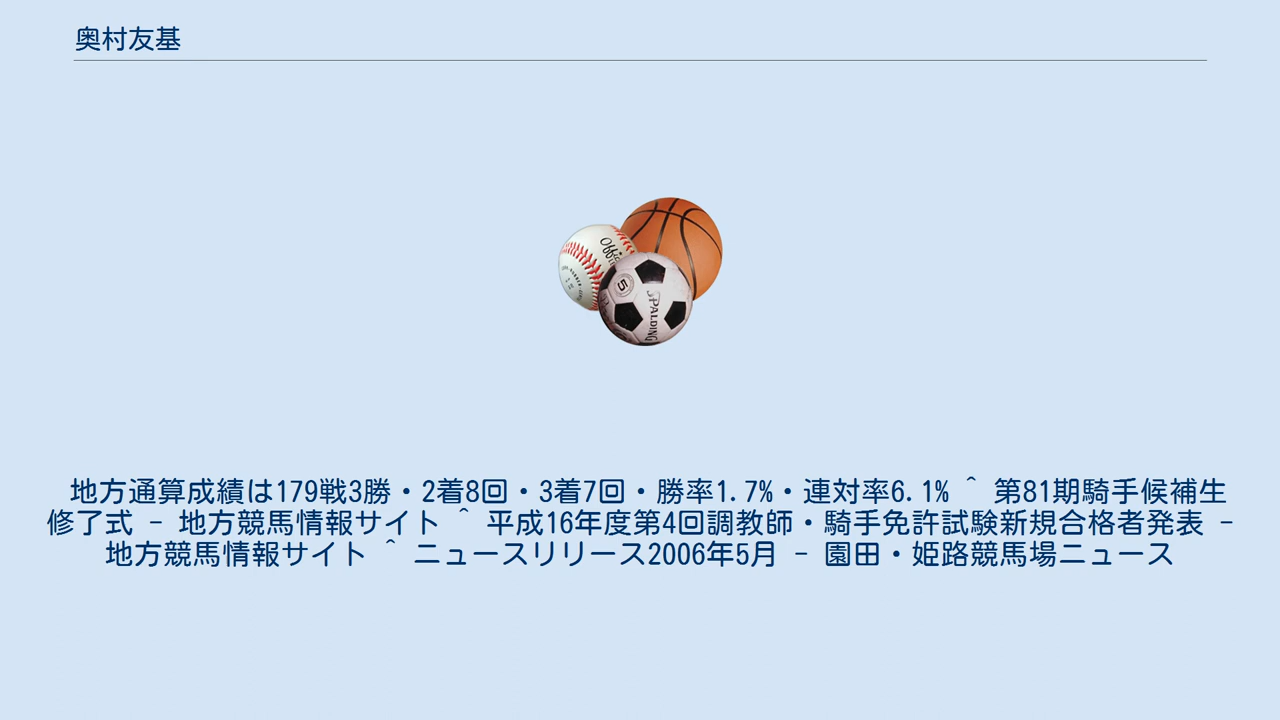 奥村友基
Offic
5
SPALDING
地方通算成績は179戦3勝・2着8回・3着7回・勝率1.7%・連対率6.1% ^ 第81期騎手候補生
修了式 - 地方競馬情報サイト ^ 平成16年度第4回調教師・騎手免許試験新規合格者発表 -
地方競馬情報サイト ^ ニュースリリース2006年5月 - 園田・姫路競馬場ニュース